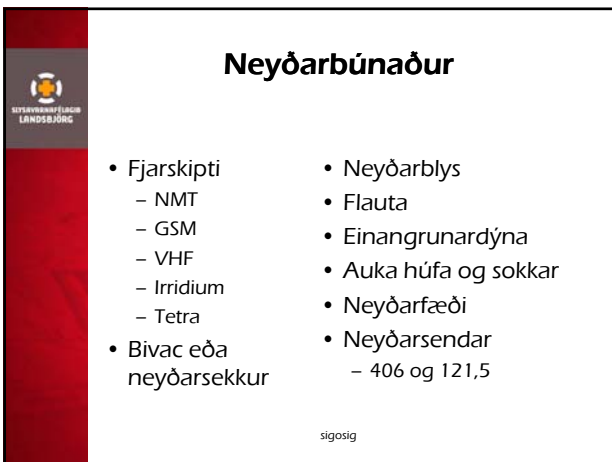 Neyðarbúnaður
SLYSAVARNAFÉLAGIÐ
LANDSBJÖRG
• Fjarskipti
– NMT
– GSM
– VHF
– Irridium
– Tetra
• Bivac eða
neyðarsekkur
• Neyðarblys
• Flauta
• Einangrunardýna
• Auka húfa og sokkar
• Neyðarfæði
• Neyðarsendar
– 406 og 121,5
sigosig